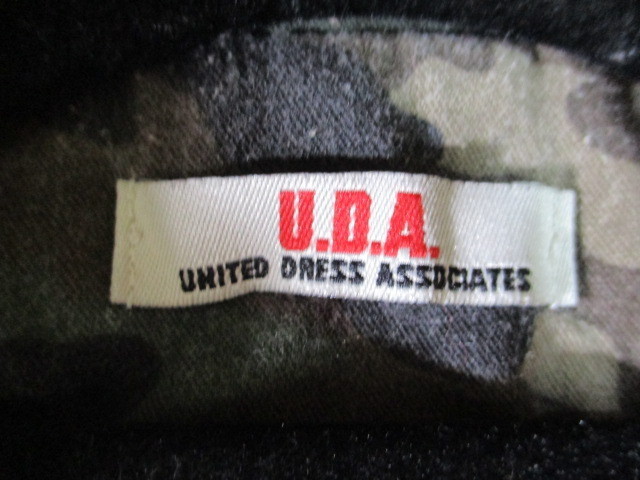 U.D.A.
UNITED DRESS ASSOCIATES